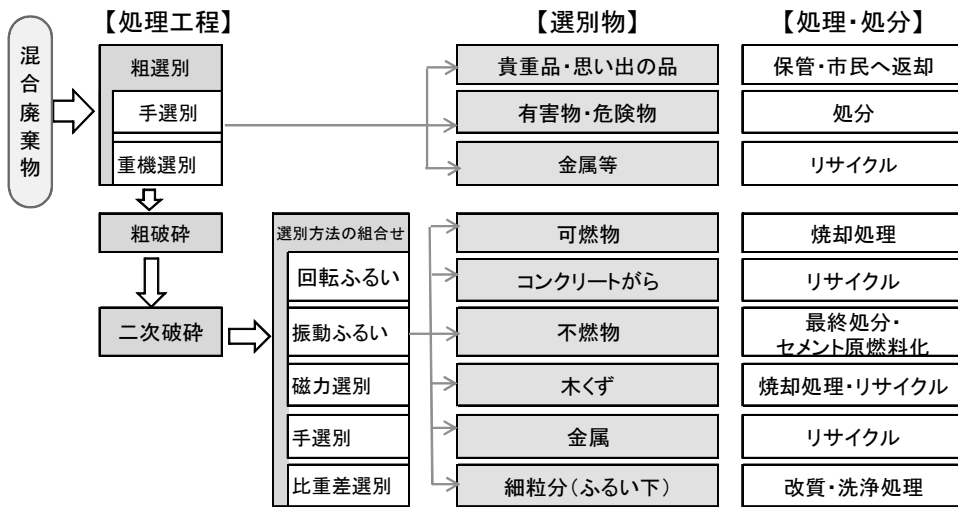 【処理工程】
【選別物】
【処理・処分】
混合廃棄物
粗選別
手選別
重機選別
貴重品・思い出の品
保管・市民へ返却
有害物・危険物
処分
金属等
リサイクル
粗破砕
二次破砕
選別方法の組合せ
回転ふるい
振動ふるい
磁力選別
手選別
比重差選別
可燃物
焼却処理
コンクリートがら
リサイクル
不燃物
最終処分・
セメント原燃料化
木くず
焼却処理・リサイクル
金属
リサイクル
細粒分（ふるい下）
改質・洗浄処理